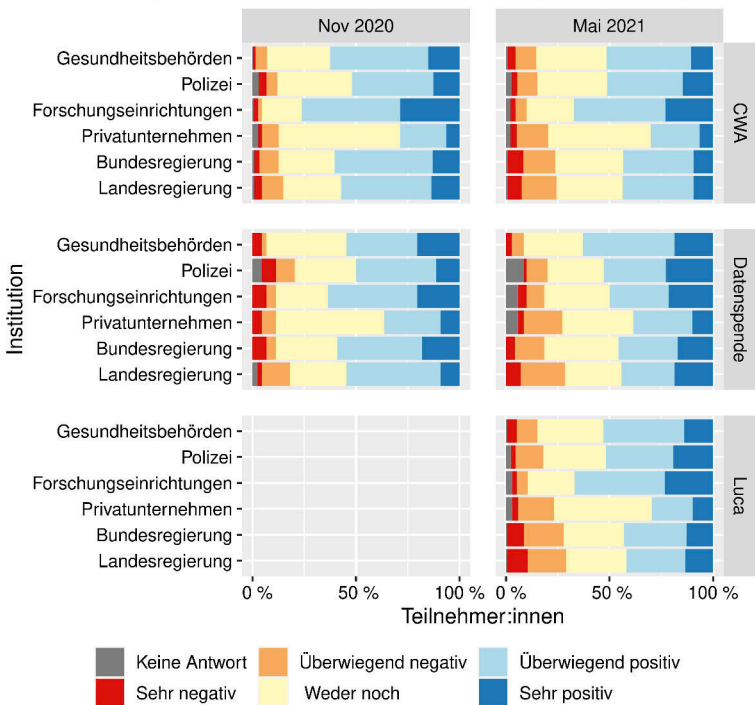 Nov 2020 Mai 2021
Gesundheitsbehörden
Polizei
Forschungseinrichtungen
Privatunternehmen
Bundesregierung
Landesregierung
CWA
Gesundheitsbehörden
Polizei
Forschungseinrichtungen
Privatunternehmen
Bundesregierung
Landesregierung
Datenspende
Institution
Gesundheitsbehörden
Polizei
Forschungseinrichtungen
Privatunternehmen
Bundesregierung
Landesregierung
Luca
0 % 50 % 100 % 0 % 50 % 100 %
Teilnehmer:innen
Keine Antwort Überwiegend negativ Überwiegend positiv
Sehr negativ Weder noch Sehr positiv